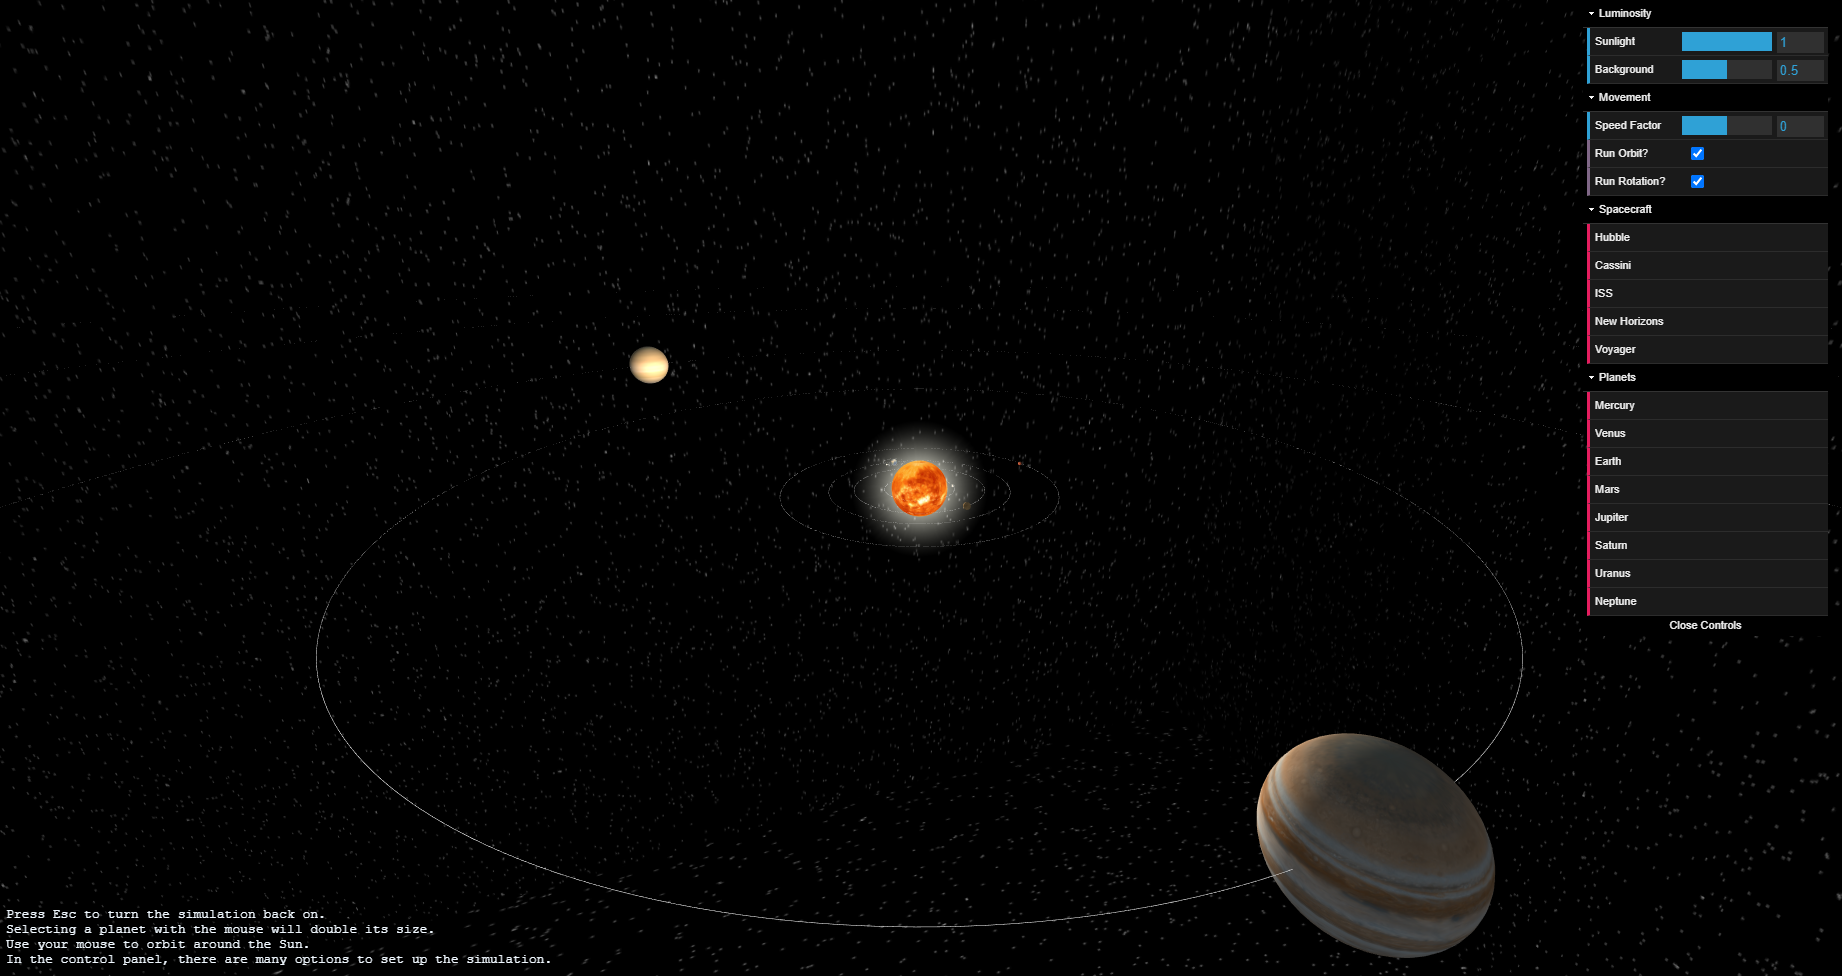 Luminosity
Sunlight 1
Background 0.5
Movement
Speed Factor 0
Run Orbit?
Run Rotation?
Spacecraft
Hubble
Cassini
ISS
New Horizons
Voyager
Planets
Mercury
Venus
Earth
Mars
Jupiter
Saturn
Uranus
Neptune
Close Controls
Press Esc to turn the simulation back on.
Selecting a planet with the mouse will double its size.
Use your mouse to orbit around the Sun.
In the control panel, there are many options to set up the simulation.